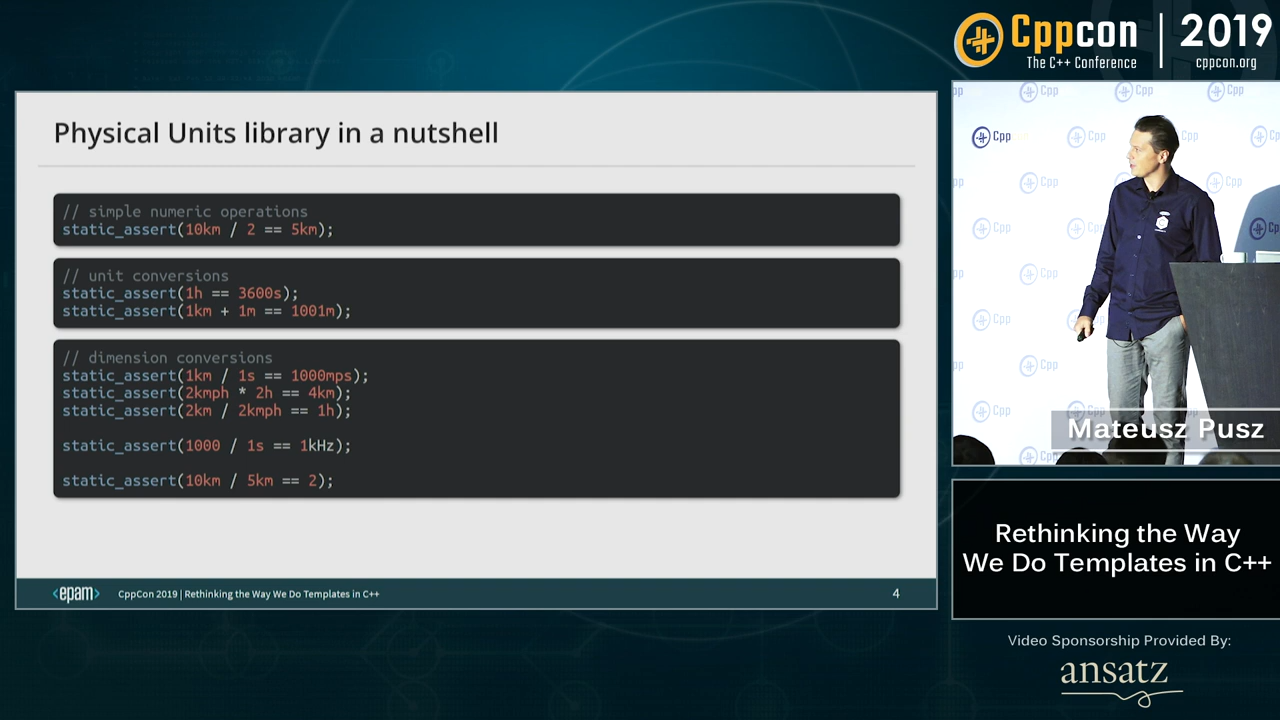 Cppcon
The C++ Conference
2019
cppcon.org
Physical Units library in a nutshell
// simple numeric operations
static_assert(10km / 2 == 5km);
// unit conversions
static_assert(1h == 3600s);
static_assert(1km + 1m == 1001m);
// dimension conversions
static_assert(1km / 1s == 1000mps);
static_assert(2kmph * 2h == 4km);
static_assert(2km / 2kmph == 1h);
static_assert(1000 / 1s == 1kHz);
static_assert(10km / 5km == 2);
<epam>
CppCon 2019 | Rethinking the Way We Do Templates in C++
4
Cpp
Mateusz Pusz
Rethinking the Way
We Do Templates in C++
Video Sponsorship Provided By:
ansatz